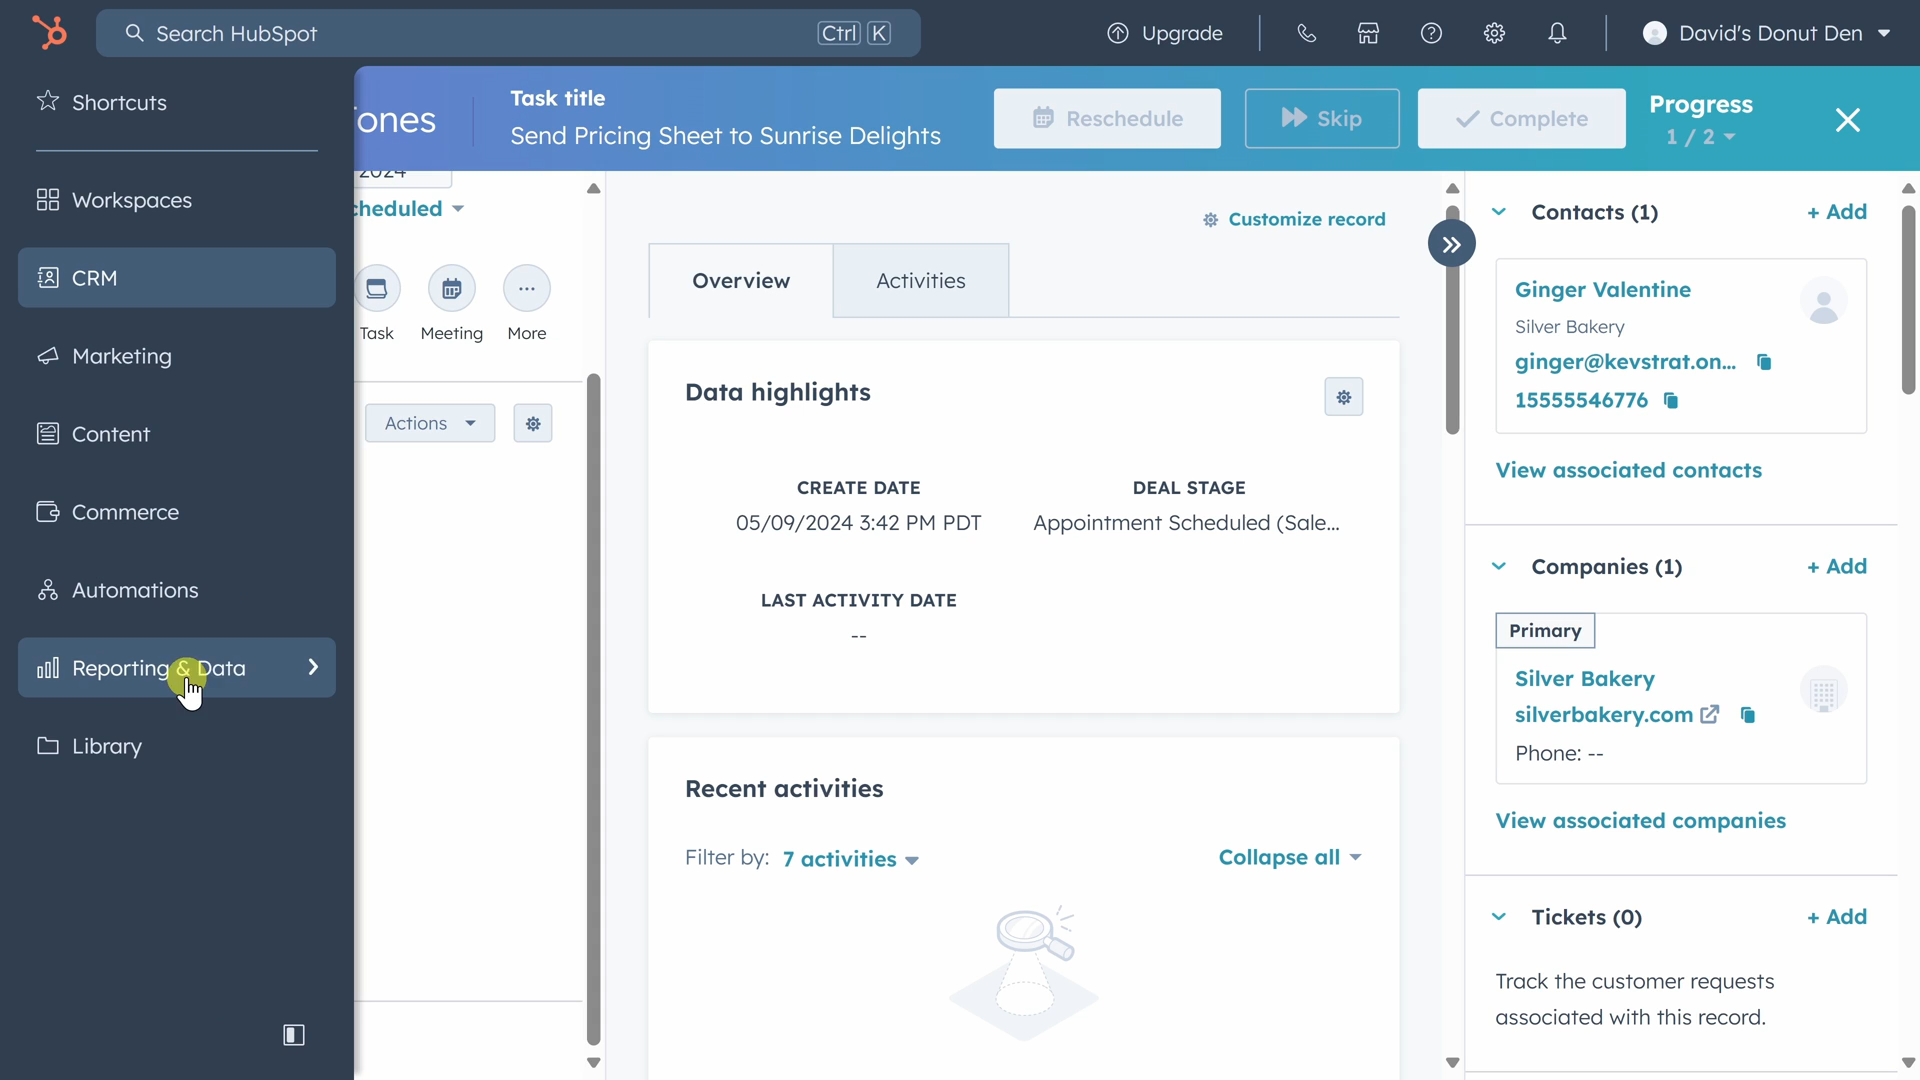 Search HubSpot
Ctrl K
Upgrade
David's Donut Den
Shortcuts
Workspaces
CRM
Marketing
Content
Commerce
Automations
Reporting & Data
Library
ones
Task title
Send Pricing Sheet to Sunrise Delights
Reschedule
Skip
Complete
Progress
1 / 2
2024
cheduled
Task
Meeting
More
Actions
Customize record
Overview
Activities
Data highlights
CREATE DATE
05/09/2024 3:42 PM PDT
DEAL STAGE
Appointment Scheduled (Sale...
LAST ACTIVITY DATE
--
Recent activities
Filter by: 7 activities
Collapse all
Contacts (1)
+ Add
Ginger Valentine
Silver Bakery
ginger@kevstrat.on...
15555546776
View associated contacts
Companies (1)
+ Add
Primary
Silver Bakery
silverbakery.com
Phone: --
View associated companies
Tickets (0)
+ Add
Track the customer requests
associated with this record.